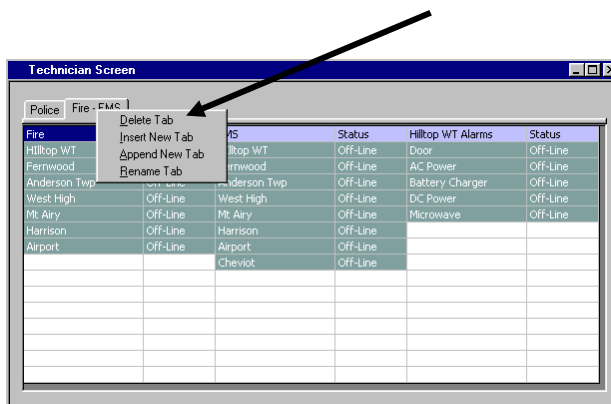 Technician Screen
Police Fire - EMS
Delete Tab
Insert New Tab
Append New Tab
Rename Tab
Fire MS Status Hilltop WT Alarms Status
HIlltop WT illtop WT Off-Line Door Off-Line
Fernwood ernwood Off-Line AC Power Off-Line
Anderson Twp Off-Line Anderson Twp Off-Line Battery Charger Off-Line
West High Off-Line West High Off-Line DC Power Off-Line
Mt Airy Off-Line Mt Airy Off-Line Microwave Off-Line
Harrison Off-Line Harrison Off-Line
Airport Off-Line Airport Off-Line
Cheviot Off-Line